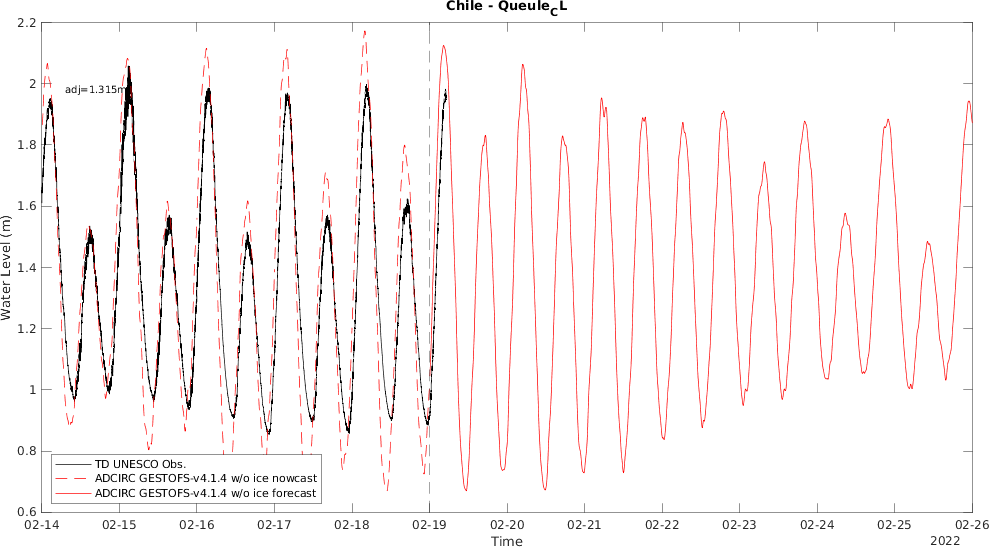 Chile - Queule_CL
2.2
2
1.8
1.6
1.4
1.2
1
0.8
0.6
Water Level (m)
adj=1.315m
TD UNESCO Obs.
ADCIRC GESTOFS-v4.1.4 w/o ice nowcast
ADCIRC GESTOFS-v4.1.4 w/o ice forecast
02-14 02-15 02-16 02-17 02-18 02-19 02-20 02-21 02-22 02-23 02-24 02-25 02-26
Time
2022